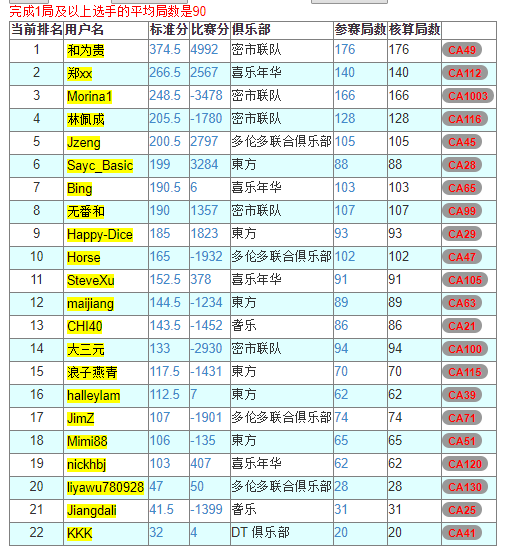 完成1局及以上选手的平均局数是90
当前排名 用户名 标准分 比赛分 俱乐部 参赛局数 核算局数
1 和为贵 374.5 4992 密市联队 176 176 CA49
2 郑xx 266.5 2567 喜乐年华 140 140 CA112
3 Morina1 248.5 -3478 密市联队 166 166 CA1003
4 林佩成 205.5 -1780 密市联队 128 128 CA116
5 Jzeng 200.5 2797 多伦多联合俱乐部 105 105 CA45
6 Sayc_Basic 199 3284 東方 88 88 CA28
7 Bing 190.5 6 喜乐年华 103 103 CA65
8 无番和 190 1357 密市联队 107 107 CA99
9 Happy-Dice 185 1823 東方 93 93 CA29
10 Horse 165 -1932 多伦多联合俱乐部 102 102 CA47
11 SteveXu 152.5 378 喜乐年华 91 91 CA105
12 maijiang 144.5 -1234 東方 89 89 CA63
13 CHI40 143.5 -1452 耆乐 86 86 CA21
14 大三元 133 -2930 密市联队 94 94 CA100
15 浪子燕青 117.5 -1431 東方 70 70 CA115
16 halleylam 112.5 7 東方 62 62 CA39
17 JimZ 107 -1901 多伦多联合俱乐部 74 74 CA71
18 Mimi88 106 -135 東方 65 65 CA51
19 nickhbj 103 407 喜乐年华 62 62 CA120
20 liyawu780928 47 50 多伦多联合俱乐部 28 28 CA130
21 Jiangdali 41.5 -1399 耆乐 31 31 CA25
22 KKK 32 4 DT 俱乐部 20 20 CA41